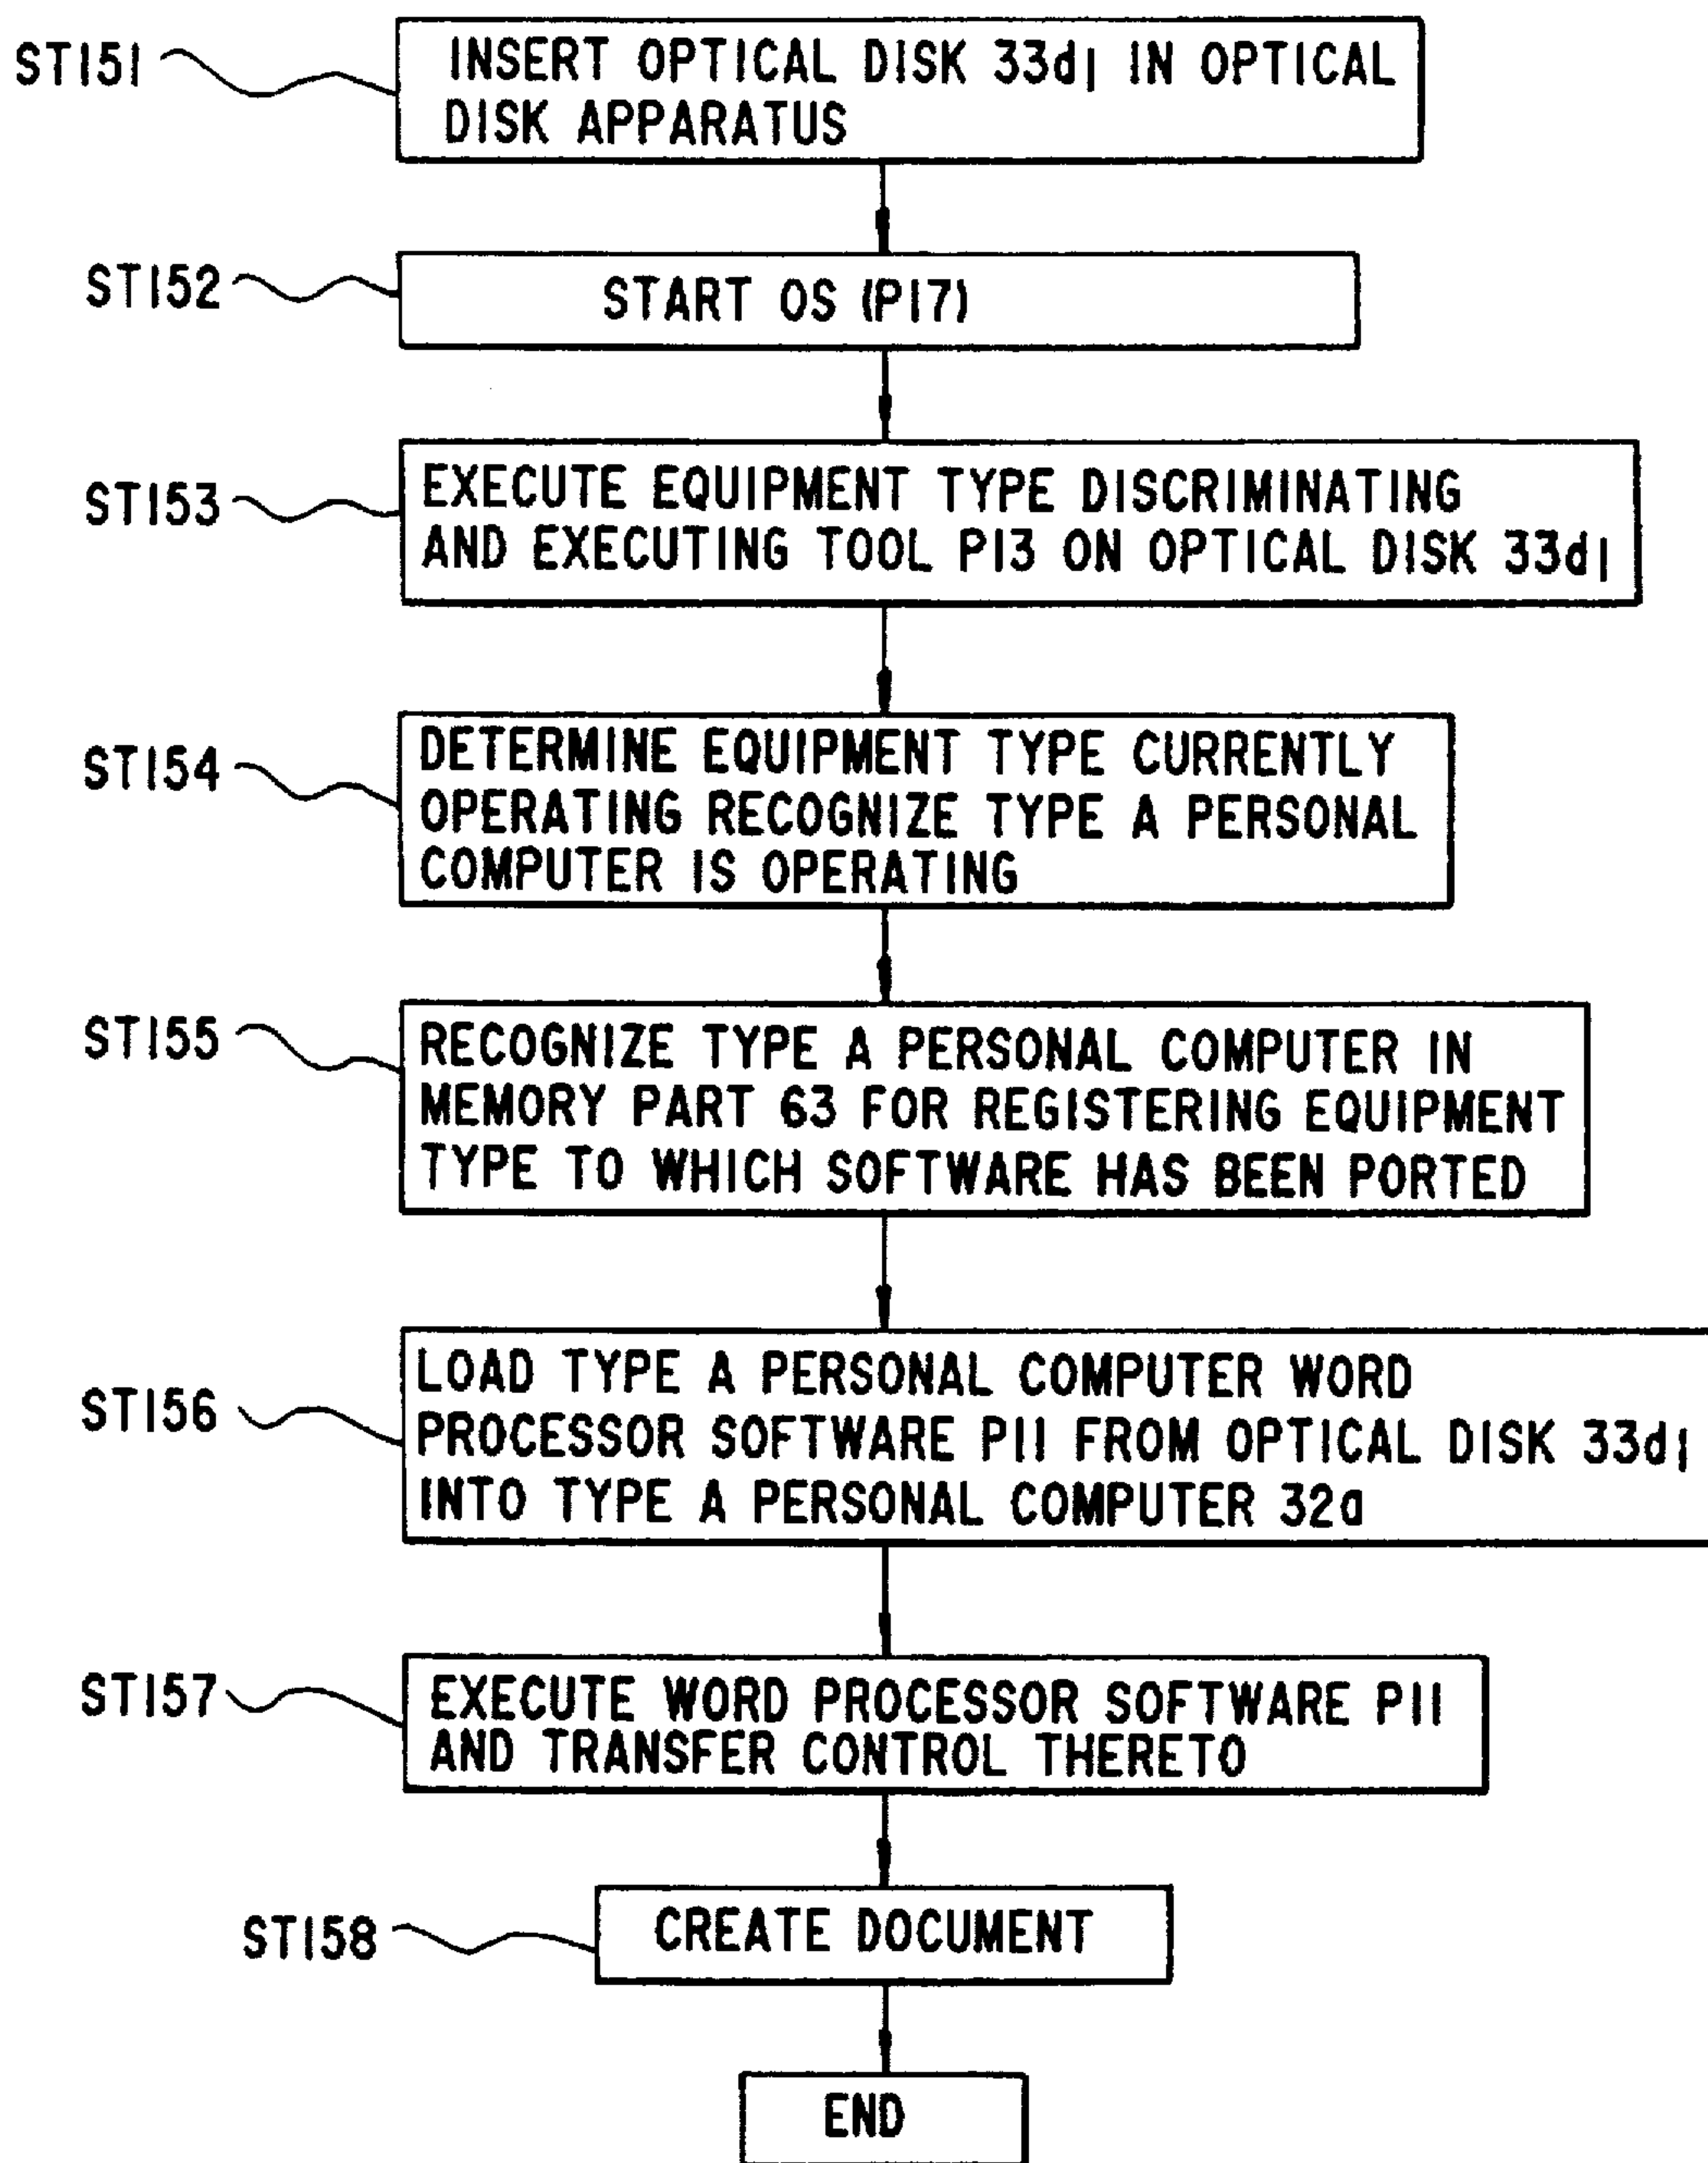 ST151
INSERT OPTICAL DISK 33d1 IN OPTICAL
DISK APPARATUS
ST152
START OS (P17)
ST153
EXECUTE EQUIPMENT TYPE DISCRIMINATING
AND EXECUTING TOOL P13 ON OPTICAL DISK 33d1
ST154
DETERMINE EQUIPMENT TYPE CURRENTLY
OPERATING RECOGNIZE TYPE A PERSONAL
COMPUTER IS OPERATING
ST155
RECOGNIZE TYPE A PERSONAL COMPUTER IN
MEMORY PART 63 FOR REGISTERING EQUIPMENT
TYPE TO WHICH SOFTWARE HAS BEEN PORTED
ST156
LOAD TYPE A PERSONAL COMPUTER WORD
PROCESSOR SOFTWARE P11 FROM OPTICAL DISK 33d1
INTO TYPE A PERSONAL COMPUTER 32a
ST157
EXECUTE WORD PROCESSOR SOFTWARE P11
AND TRANSFER CONTROL THERETO
ST158
CREATE DOCUMENT
END